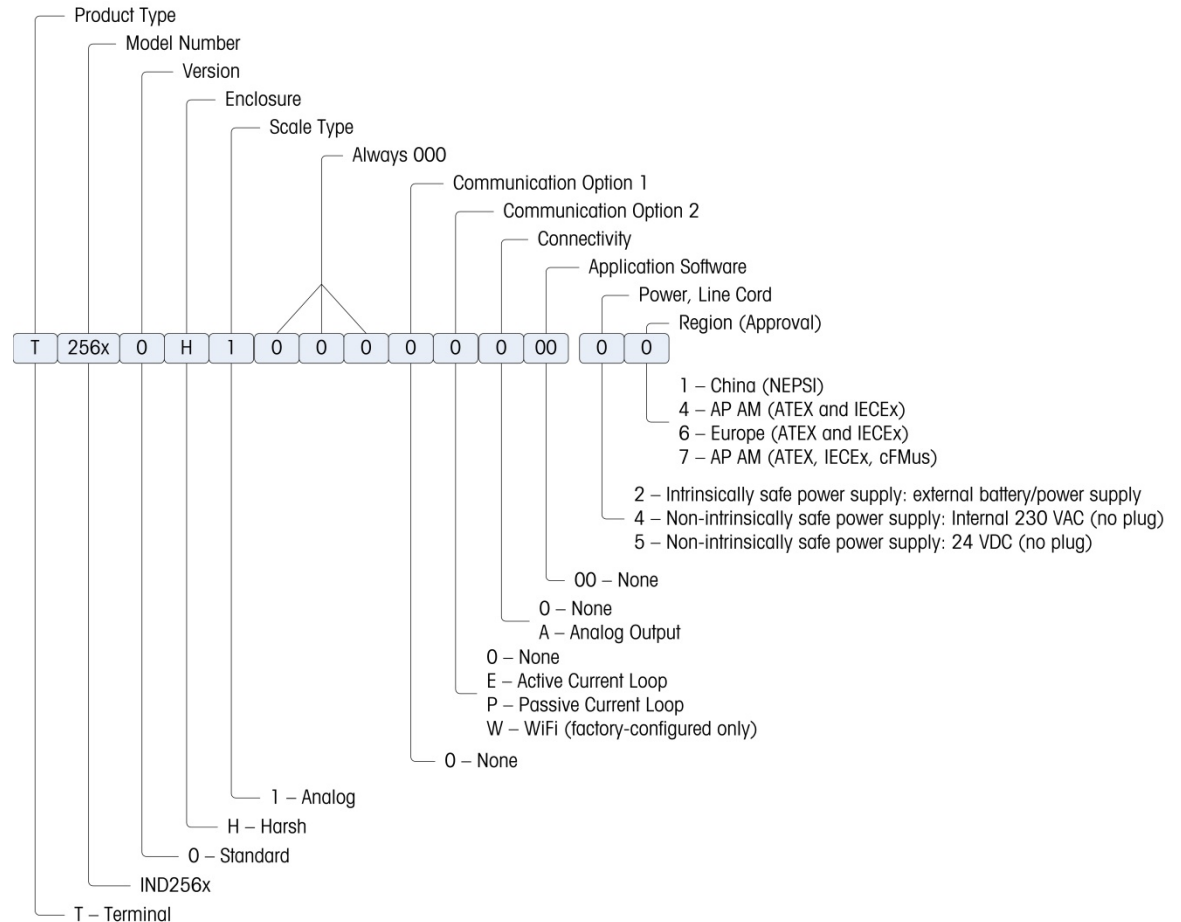 Product Type
Model Number
Version
Enclosure
Scale Type
Always 000
Communication Option 1
Communication Option 2
Connectivity
Application Software
Power, Line Cord
Region (Approval)
T 256x 0 H 1 0 0 0 0 0 0 00 0 0
1 – China (NEPSI)
4 – AP AM (ATEX and IECEx)
6 – Europe (ATEX and IECEx)
7 – AP AM (ATEX, IECEx, cFMus)
2 – Intrinsically safe power supply: external battery/power supply
4 – Non-intrinsically safe power supply: Internal 230 VAC (no plug)
5 – Non-intrinsically safe power supply: 24 VDC (no plug)
00 – None
0 – None
A – Analog Output
0 – None
E – Active Current Loop
P – Passive Current Loop
W – WiFi (factory-configured only)
0 – None
1 – Analog
H – Harsh
0 – Standard
IND256x
T – Terminal